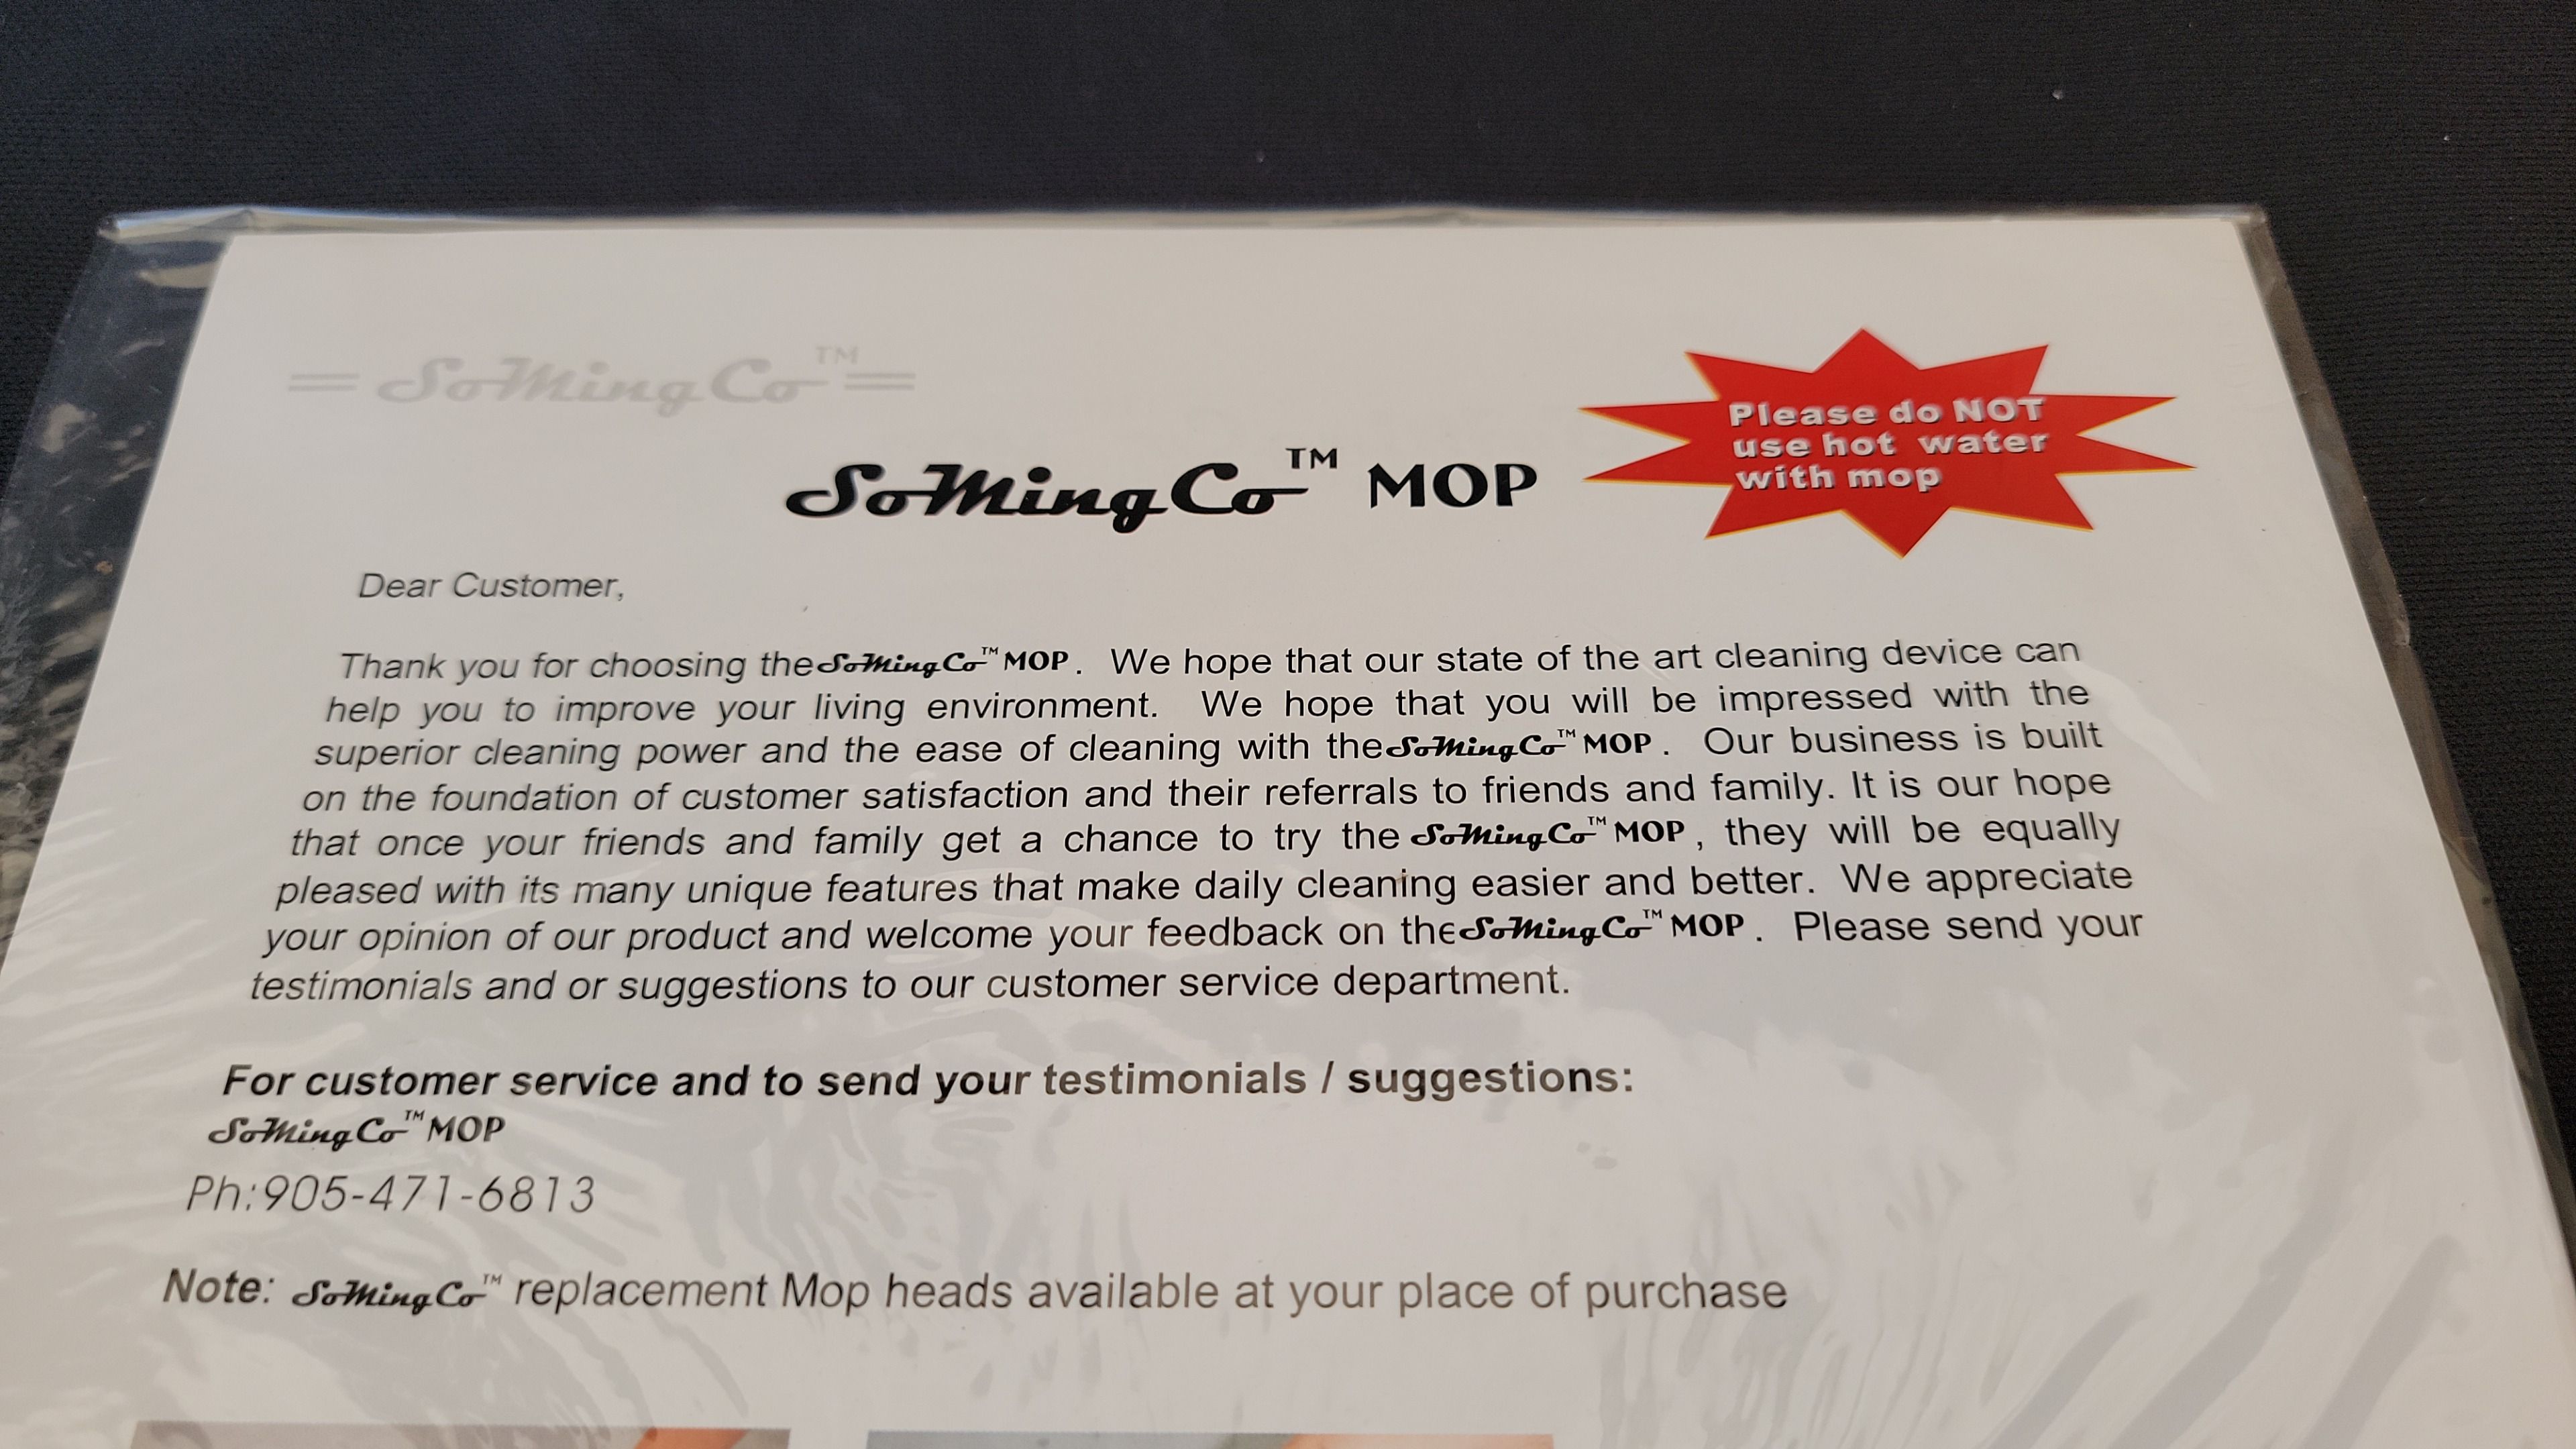 = SoMingCo™ =
SoMingCo™ MOP
Please do NOT
use hot water
with mop
Dear Customer,
Thank you for choosing the SoMingCo™ MOP. We hope that our state of the art cleaning device can
help you to improve your living environment. We hope that you will be impressed with the
superior cleaning power and the ease of cleaning with the SoMingCo™ MOP. Our business is built
on the foundation of customer satisfaction and their referrals to friends and family. It is our hope
that once your friends and family get a chance to try the SoMingCo™ MOP, they will be equally
pleased with its many unique features that make daily cleaning easier and better. We appreciate
your opinion of our product and welcome your feedback on the SoMingCo™ MOP. Please send your
testimonials and or suggestions to our customer service department.
For customer service and to send your testimonials / suggestions:
SoMingCo™ MOP
Ph:905-471-6813
Note: SoMingCo™ replacement Mop heads available at your place of purchase